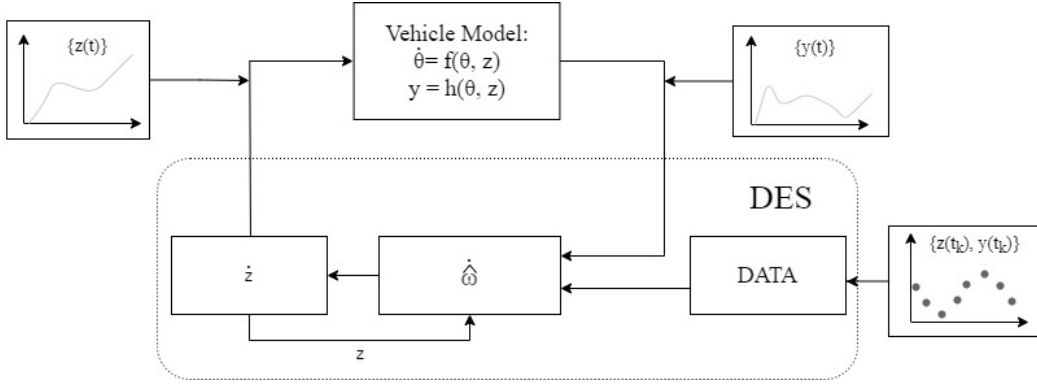 {z(t)}
Vehicle Model:
θ̇= f(θ, z)
y = h(θ, z)
{y(t)}
DES
ż
ω̂̇
DATA
{z(tₖ), y(tₖ)}
z